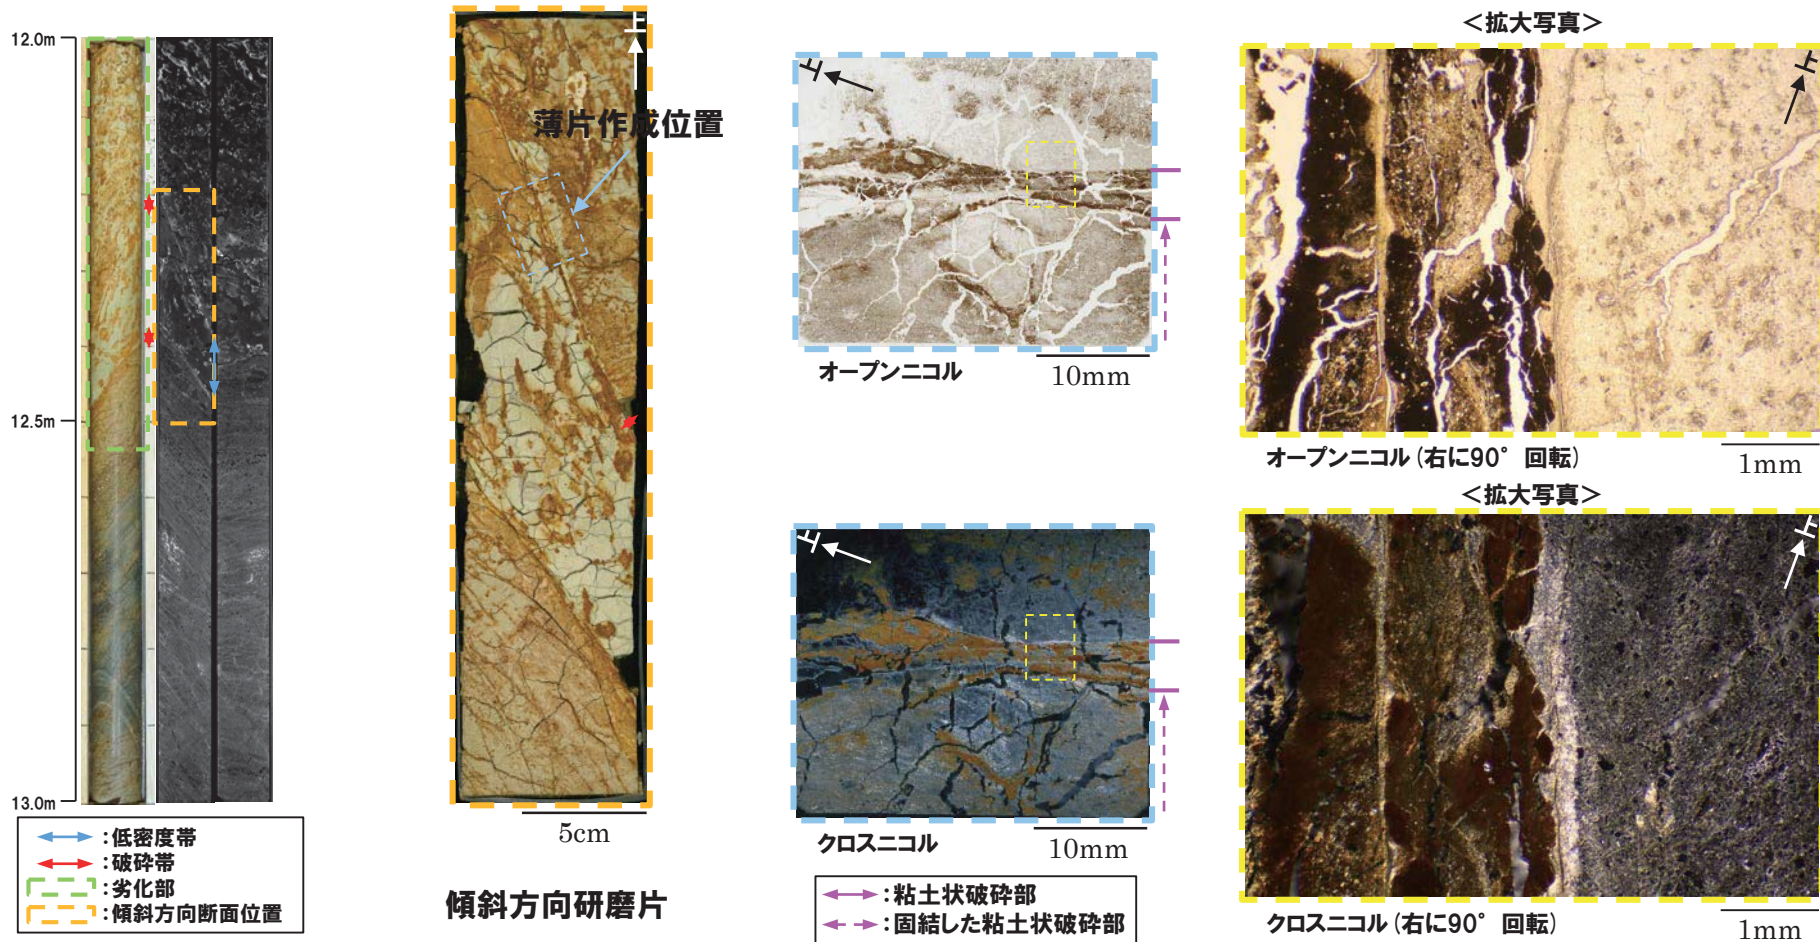 12.0m
12.5m
13.0m
:低密度帯
:破砕帯
:劣化部
:傾斜方向断面位置
上
薄片作成位置
5cm
傾斜方向研磨片
上
オープンニコル
10mm
上
クロスニコル
10mm
:粘土状破砕部
:固結した粘土状破砕部
<拡大写真>
上
オープンニコル (右に90° 回転)
1mm
<拡大写真>
上
クロスニコル (右に90° 回転)
1mm